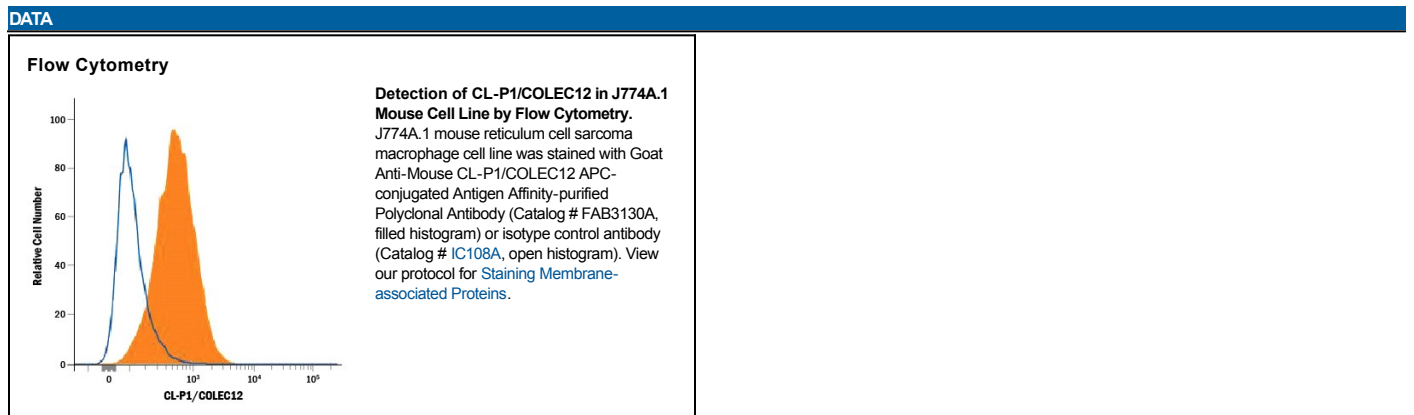 DATA
Flow Cytometry
Detection of CL-P1/COLEC12 in J774A.1
Mouse Cell Line by Flow Cytometry.
J774A.1 mouse reticulum cell sarcoma
macrophage cell line was stained with Goat
Anti-Mouse CL-P1/COLEC12 APC-
conjugated Antigen Affinity-purified
Polyclonal Antibody (Catalog # FAB3130A,
filled histogram) or isotype control antibody
(Catalog # IC108A, open histogram). View
our protocol for Staining Membrane-
associated Proteins.
Relative Cell Number
100
80
60
40
20
0
0 10³ 10⁴ 10⁵
CL-P1/COLEC12